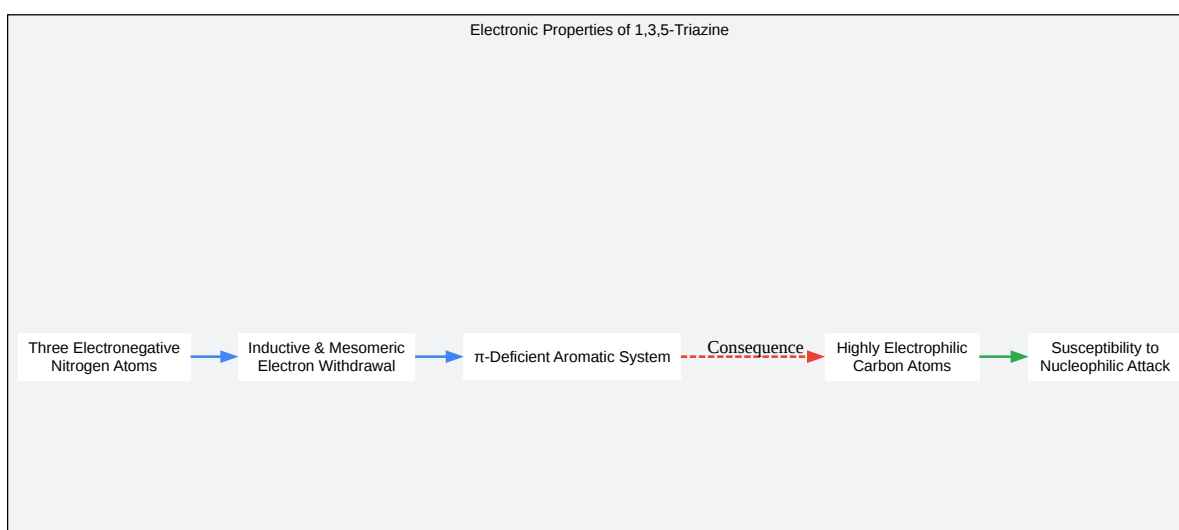 Electronic Properties of 1,3,5-Triazine
Three Electronegative
Nitrogen Atoms
Inductive & Mesomeric
Electron Withdrawal
π-Deficient Aromatic System
Consequence
Highly Electrophilic
Carbon Atoms
Susceptibility to
Nucleophilic Attack